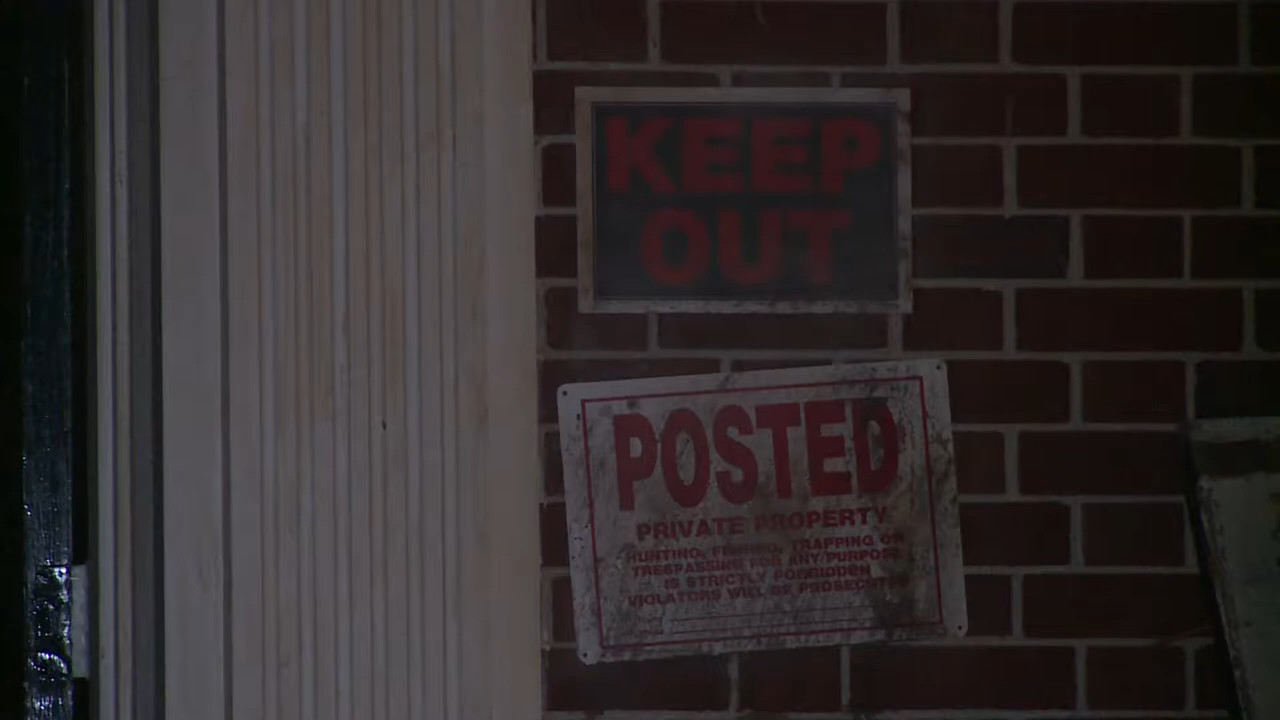 KEEP
OUT
POSTED
PRIVATE PROPERTY
HUNTING, FISHING, TRAPPING OR
TRESPASSING FOR ANY PURPOSE
IS STRICTLY FORBIDDEN
VIOLATORS WILL BE PROSECUTED